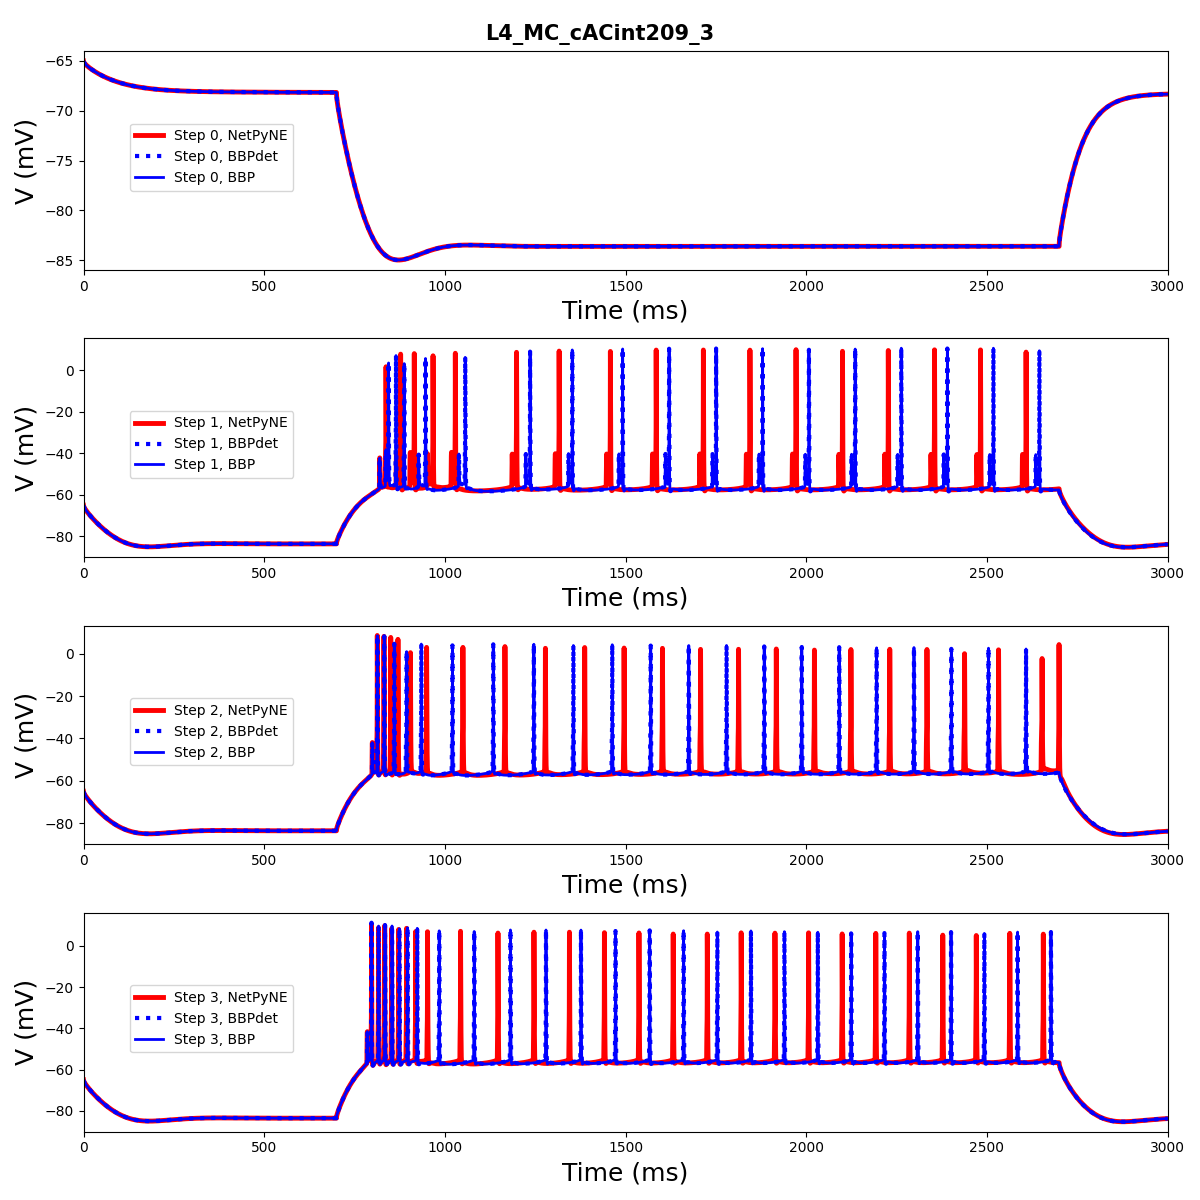 L4_MC_cACint209_3
−65
−70
−75
−80
−85
V (mV)
Step 0, NetPyNE
Step 0, BBPdet
Step 0, BBP
0 500 1000 1500 2000 2500 3000
Time (ms)
0
−20
−40
−60
−80
V (mV)
Step 1, NetPyNE
Step 1, BBPdet
Step 1, BBP
0 500 1000 1500 2000 2500 3000
Time (ms)
0
−20
−40
−60
−80
V (mV)
Step 2, NetPyNE
Step 2, BBPdet
Step 2, BBP
0 500 1000 1500 2000 2500 3000
Time (ms)
0
−20
−40
−60
−80
V (mV)
Step 3, NetPyNE
Step 3, BBPdet
Step 3, BBP
0 500 1000 1500 2000 2500 3000
Time (ms)